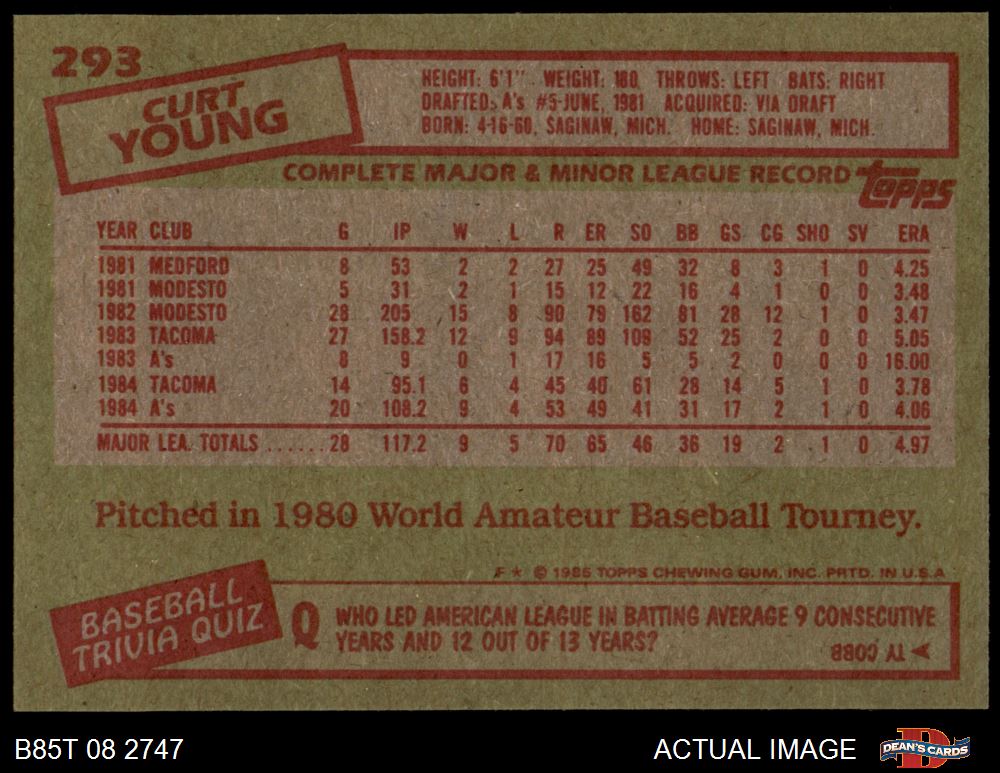 293
CURT
YOUNG
HEIGHT: 6'1" WEIGHT: 180 THROWS: LEFT BATS: RIGHT
DRAFTED: A's #5-JUNE, 1981 ACQUIRED: VIA DRAFT
BORN: 4-16-60, SAGINAW, MICH. HOME: SAGINAW, MICH.
COMPLETE MAJOR & MINOR LEAGUE RECORD topps
YEAR CLUB G IP W L R ER SO BB GS CG SHO SV ERA
1981 MEDFORD 8 53 2 2 27 25 49 32 8 3 1 0 4.25
1981 MODESTO 5 31 2 1 15 12 22 16 4 1 0 0 3.48
1982 MODESTO 28 205 15 8 90 79 162 81 28 12 1 0 3.47
1983 TACOMA 27 158.2 12 9 94 89 109 52 25 2 0 0 5.05
1983 A's 8 9 0 1 17 16 5 5 2 0 0 0 16.00
1984 TACOMA 14 95.1 6 4 45 40 61 28 14 5 1 0 3.78
1984 A's 20 108.2 9 4 53 49 41 31 17 2 1 0 4.06
MAJOR LEA. TOTALS ......28 117.2 9 5 70 65 46 36 19 2 1 0 4.97
Pitched in 1980 World Amateur Baseball Tourney.
F★ © 1985 TOPPS CHEWING GUM, INC. PRTD. IN U.S.A.
BASEBALL
TRIVIA QUIZ
Q WHO LED AMERICAN LEAGUE IN BATTING AVERAGE 9 CONSECUTIVE
YEARS AND 12 OUT OF 13 YEARS?
TY COBB
B85T 08 2747
ACTUAL IMAGE
D
DEAN'S CARDS